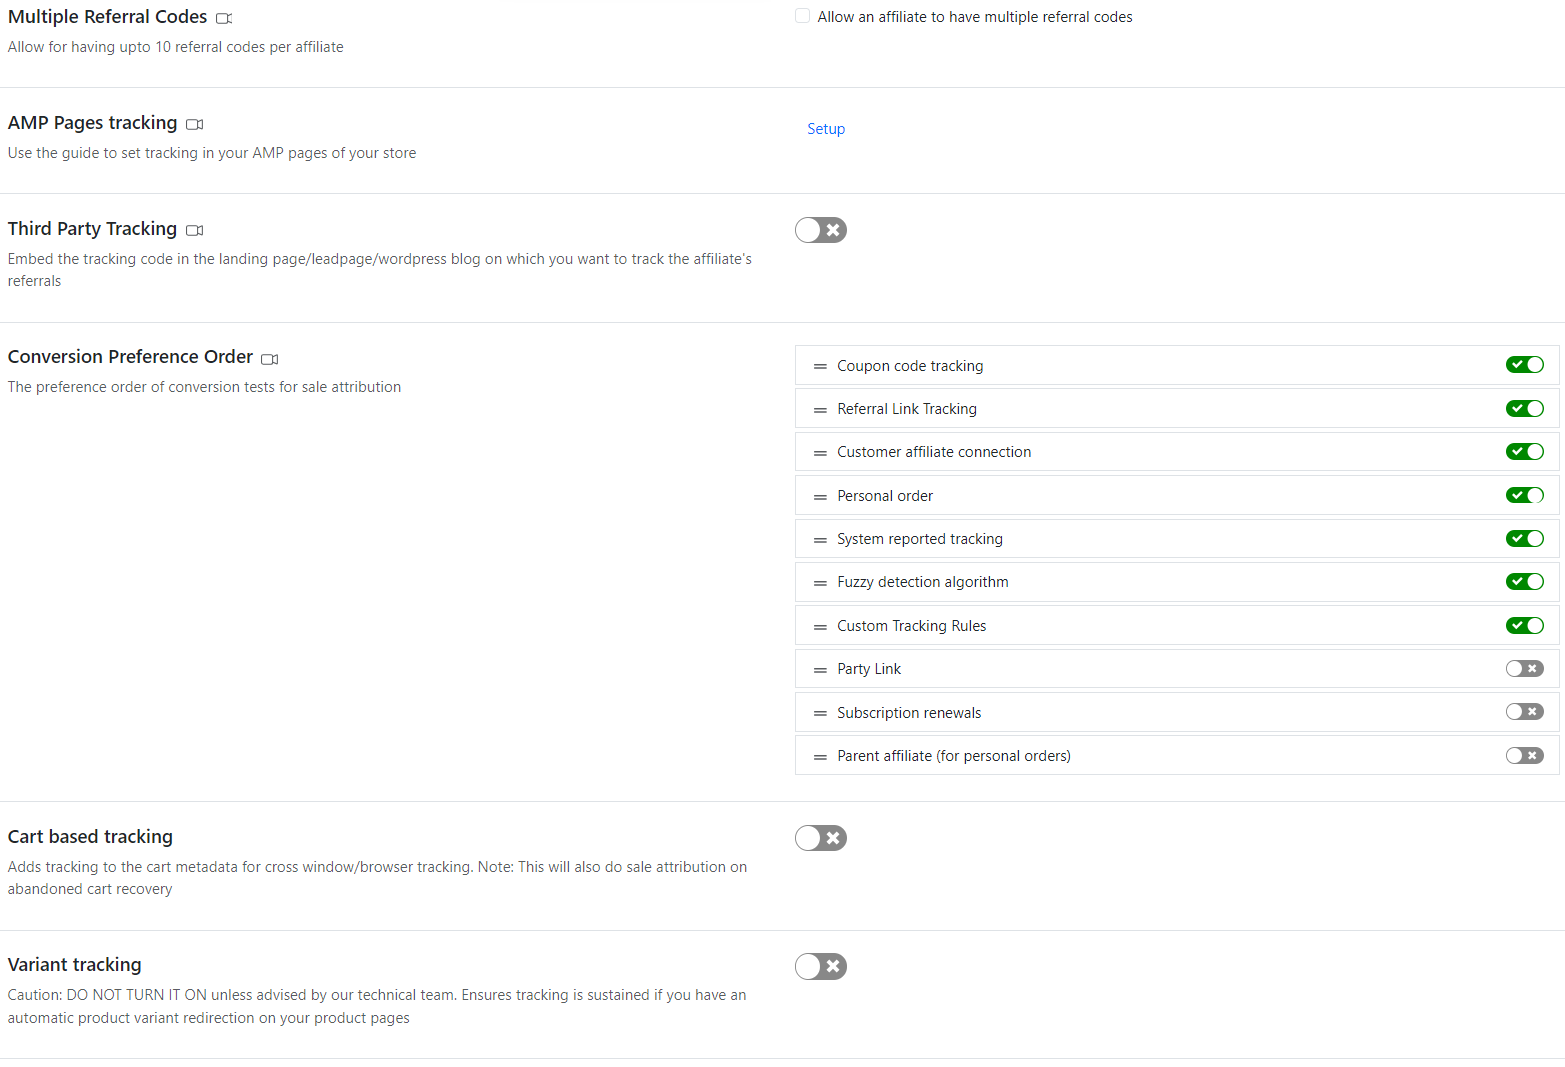 Multiple Referral Codes
Allow an affiliate to have multiple referral codes
Allow for having upto 10 referral codes per affiliate
AMP Pages tracking
Setup
Use the guide to set tracking in your AMP pages of your store
Third Party Tracking
Embed the tracking code in the landing page/leadpage/wordpress blog on which you want to track the affiliate's
referrals
Conversion Preference Order
The preference order of conversion tests for sale attribution
Coupon code tracking
Referral Link Tracking
Customer affiliate connection
Personal order
System reported tracking
Fuzzy detection algorithm
Custom Tracking Rules
Party Link
Subscription renewals
Parent affiliate (for personal orders)
Cart based tracking
Adds tracking to the cart metadata for cross window/browser tracking. Note: This will also do sale attribution on
abandoned cart recovery
Variant tracking
Caution: DO NOT TURN IT ON unless advised by our technical team. Ensures tracking is sustained if you have an
automatic product variant redirection on your product pages